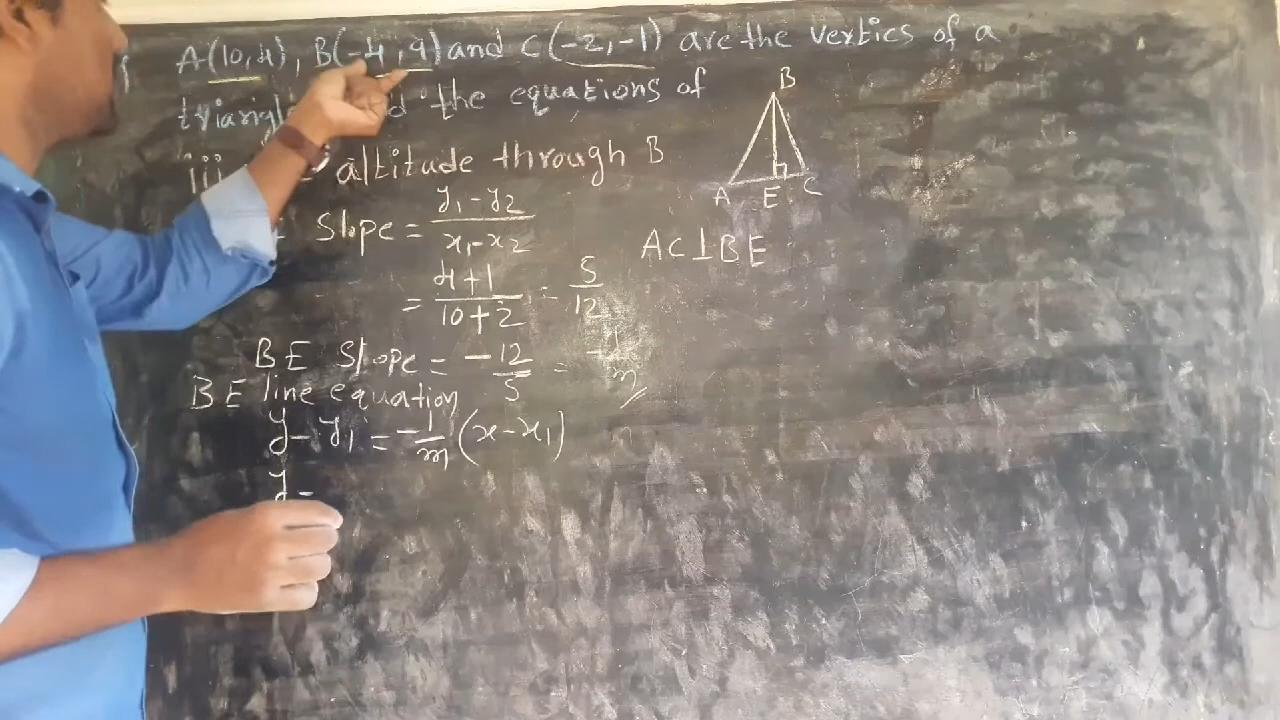 A(10,4), B(-4,9) and C(-2,-1) are the vertics of a
the equations of
iii altitude through B
B
A E C
Slope = y₁-y₂/x₁-x₂
AC⊥BE
= 4+1/10+2 = 5/12
BE Slope = -12/5 = -1/m
BE line equation
y-y₁ = -1/m (x-x₁)
y-